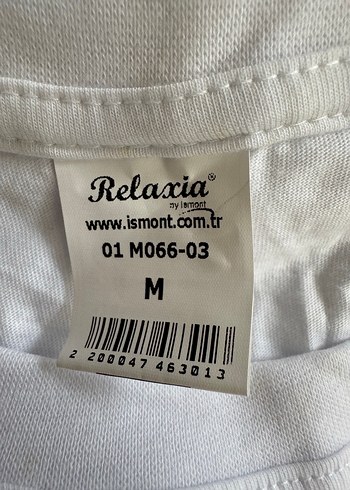 Relaxia®
by ismont
www.ismont.com.tr
01 M066-03
M
2 200047 463013